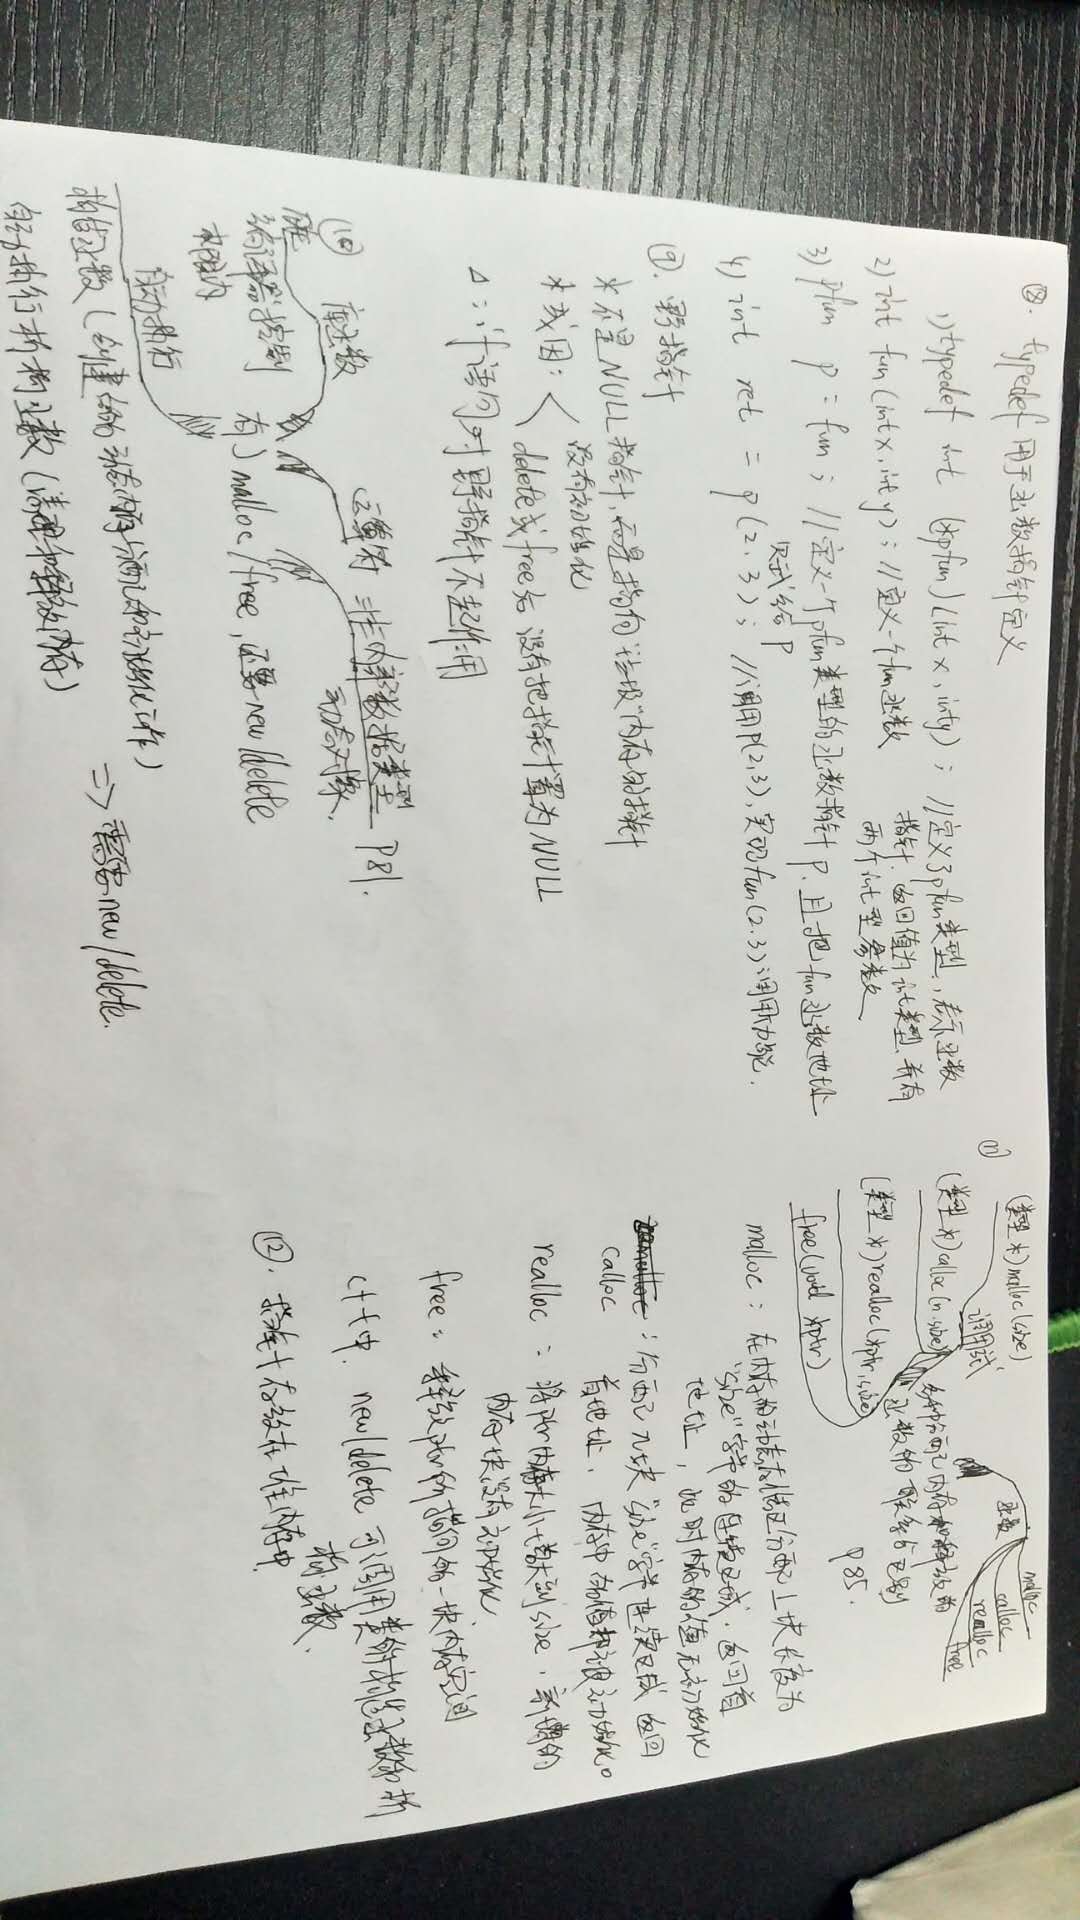 ⑧. typedef 用于函数指针定义
1) typedef int (*pfun)(int x, int y); //定义了pfun类型,表示函数
指针.返回值为int类型.并有
两个int型参数
2) int fun(int x, int y); //定义一个fun函数
3) pfun p = fun; //定义一个pfun类型的函数指针p.且把fun函数地址
赋给p
4) int ret = p(2.3); //调用p(2,3),实现fun(2.3)调用功能.
⑨. 野指针
* 不是NULL指针,而是指向"垃圾"内存的指针
* 成因:
没有初始化
delete或free后 没有把指针置为NULL
△: if语句对野指针不起作用
⑩ 库函数 运算符 非内部数据类型 P81.
动态对象.
在
编译器控制
权限内
有了malloc/free,还要new/delete
自动执行
构造函数(创建的动态内存分配和初始化工作)
=> 需要new/delete.
自动执行析构函数(清理和释放内存)
⑪
(类型*)malloc(size)
调用形式
(类型*)calloc(n.size)
(类型*)realloc(*ptr,size)
free(void *ptr)
函数
malloc
calloc
realloc
free
多种分配内存和释放的
函数的联系与区别
P85.
malloc: 在内存的动态存储区分配1块长度为
"size"字节的连续区域.返回首
地址,此时内存的值无初始化
calloc : 分配n块"size"字节连续区域 返回
首地址. 内存中的值都被初始化。
realloc : 将ptr内存大小增大到size.新增的
内存块没有初始化
free: 释放ptr所指向的一块内存空间
c++中. new/delete 可调用类的构造函数和析
构函数.
⑫. 指针存放在堆内存中.